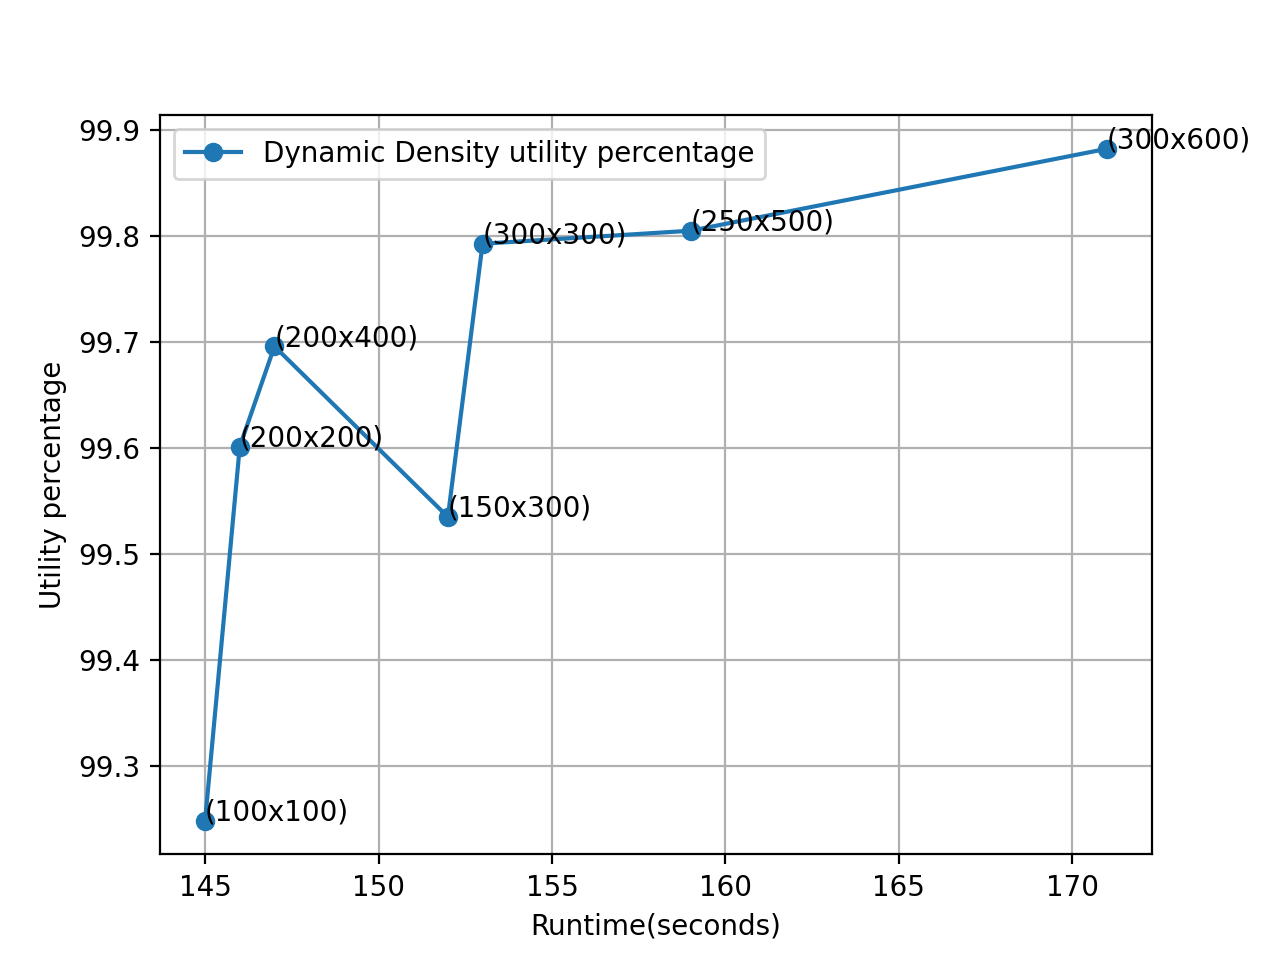 99.9
99.8
99.7
99.6
99.5
99.4
99.3
Utility percentage
Dynamic Density utility percentage
(300x600)
(250x500)
(300x300)
(200x400)
(200x200)
(150x300)
(100x100)
145 150 155 160 165 170
Runtime(seconds)